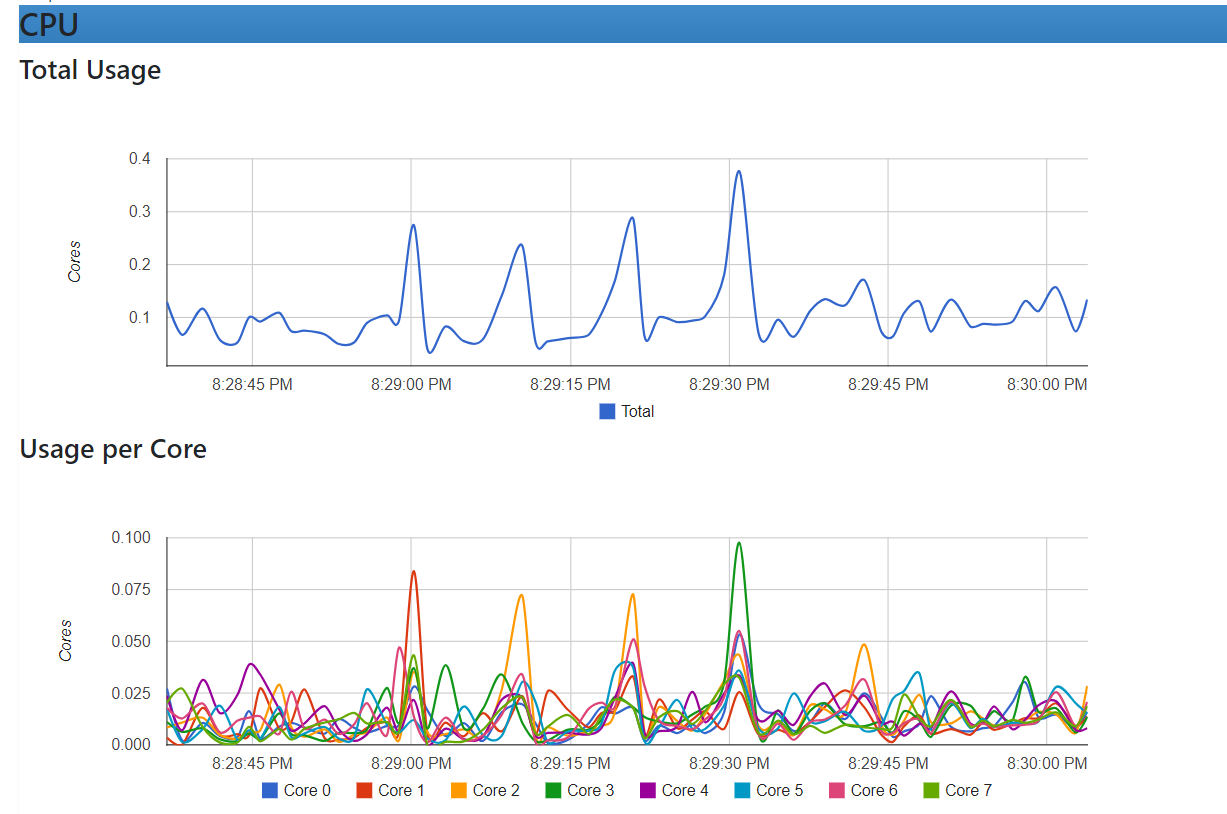 CPU
Total Usage
0.4
0.3
0.2
0.1
Cores
8:28:45 PM 8:29:00 PM 8:29:15 PM 8:29:30 PM 8:29:45 PM 8:30:00 PM
Total
Usage per Core
0.100
0.075
0.050
0.025
0.000
Cores
8:28:45 PM 8:29:00 PM 8:29:15 PM 8:29:30 PM 8:29:45 PM 8:30:00 PM
Core 0 Core 1 Core 2 Core 3 Core 4 Core 5 Core 6 Core 7